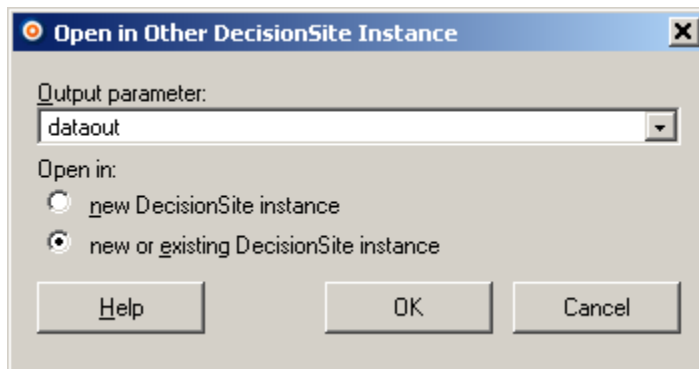 Open in Other DecisionSite Instance
Output parameter:
dataout
Open in:
new DecisionSite instance
new or existing DecisionSite instance
Help OK Cancel